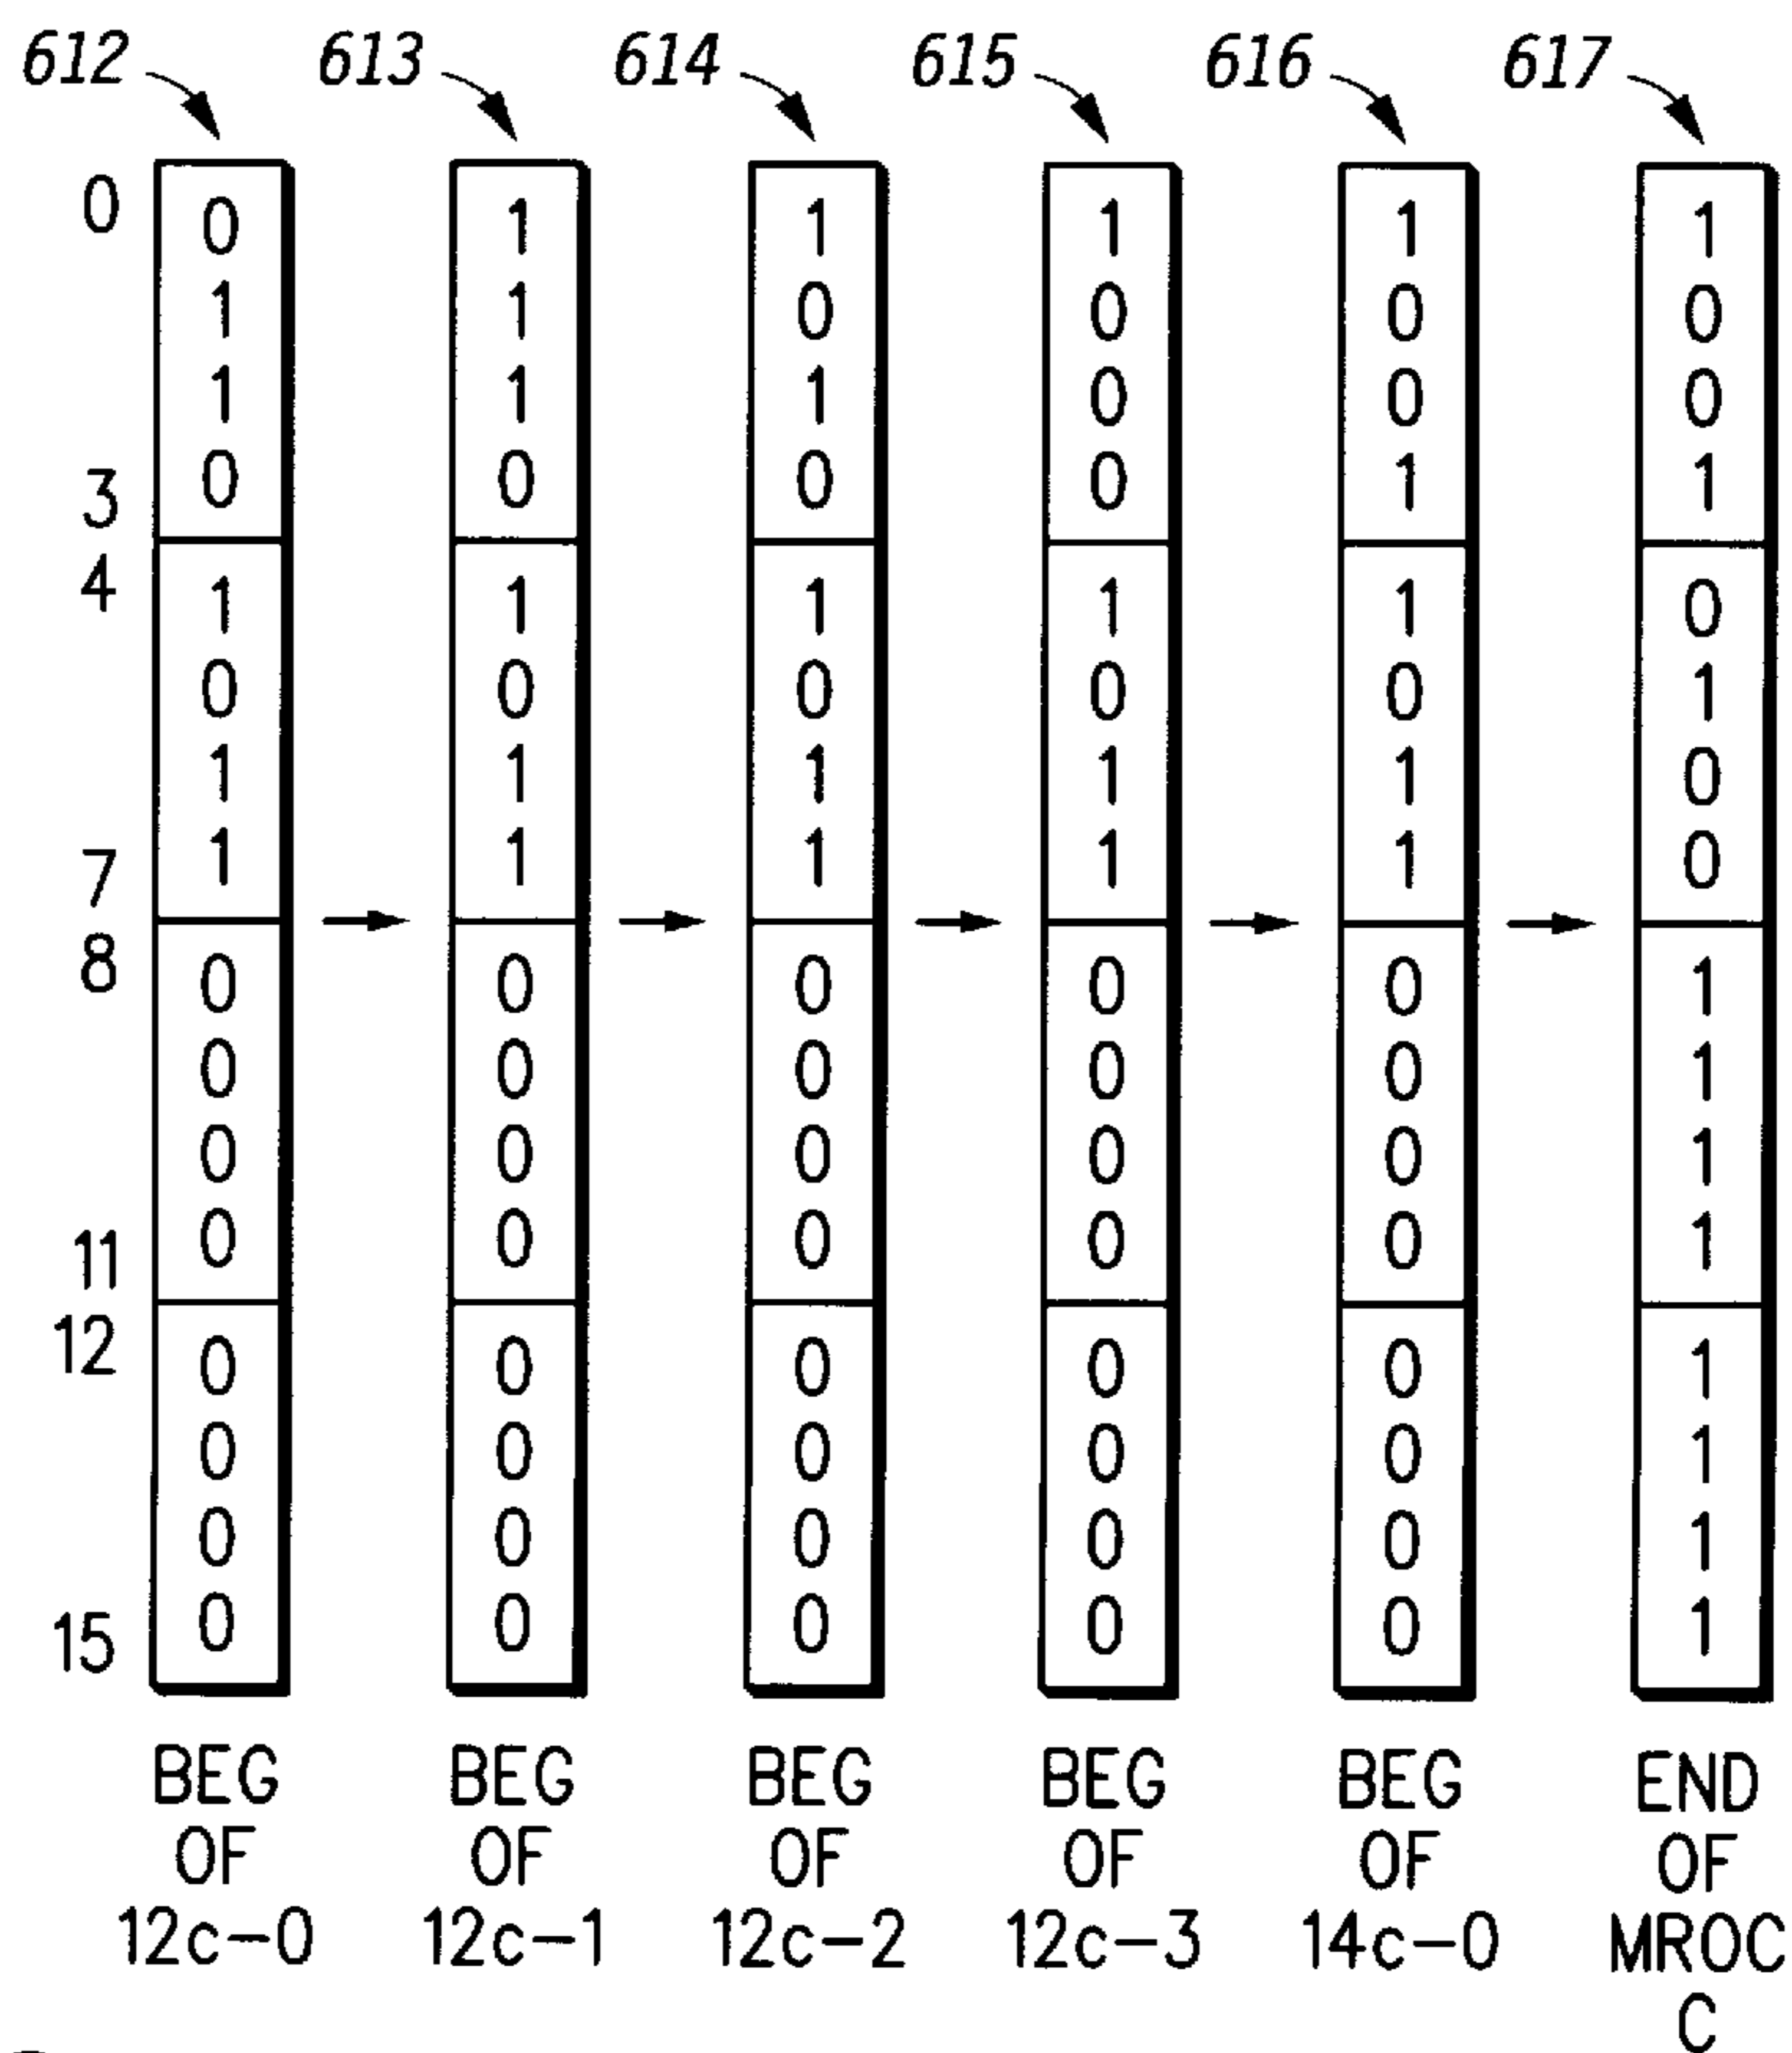 612 613 614 615 616 617
0 0 1 1 1 1 1
1 1 0 0 0 0
1 1 1 0 0 0
3 0 0 0 0 1 1
4 1 1 1 1 1 0
0 0 0 0 0 1
1 1 1 1 1 0
7 1 1 1 1 1 0
8 0 0 0 0 0 1
0 0 0 0 0 1
0 0 0 0 0 1
11 0 0 0 0 0 1
12 0 0 0 0 0 1
0 0 0 0 0 1
0 0 0 0 0 1
15 0 0 0 0 0 1
BEG BEG BEG BEG BEG END
OF OF OF OF OF OF
12c-0 12c-1 12c-2 12c-3 14c-0 MROC
C